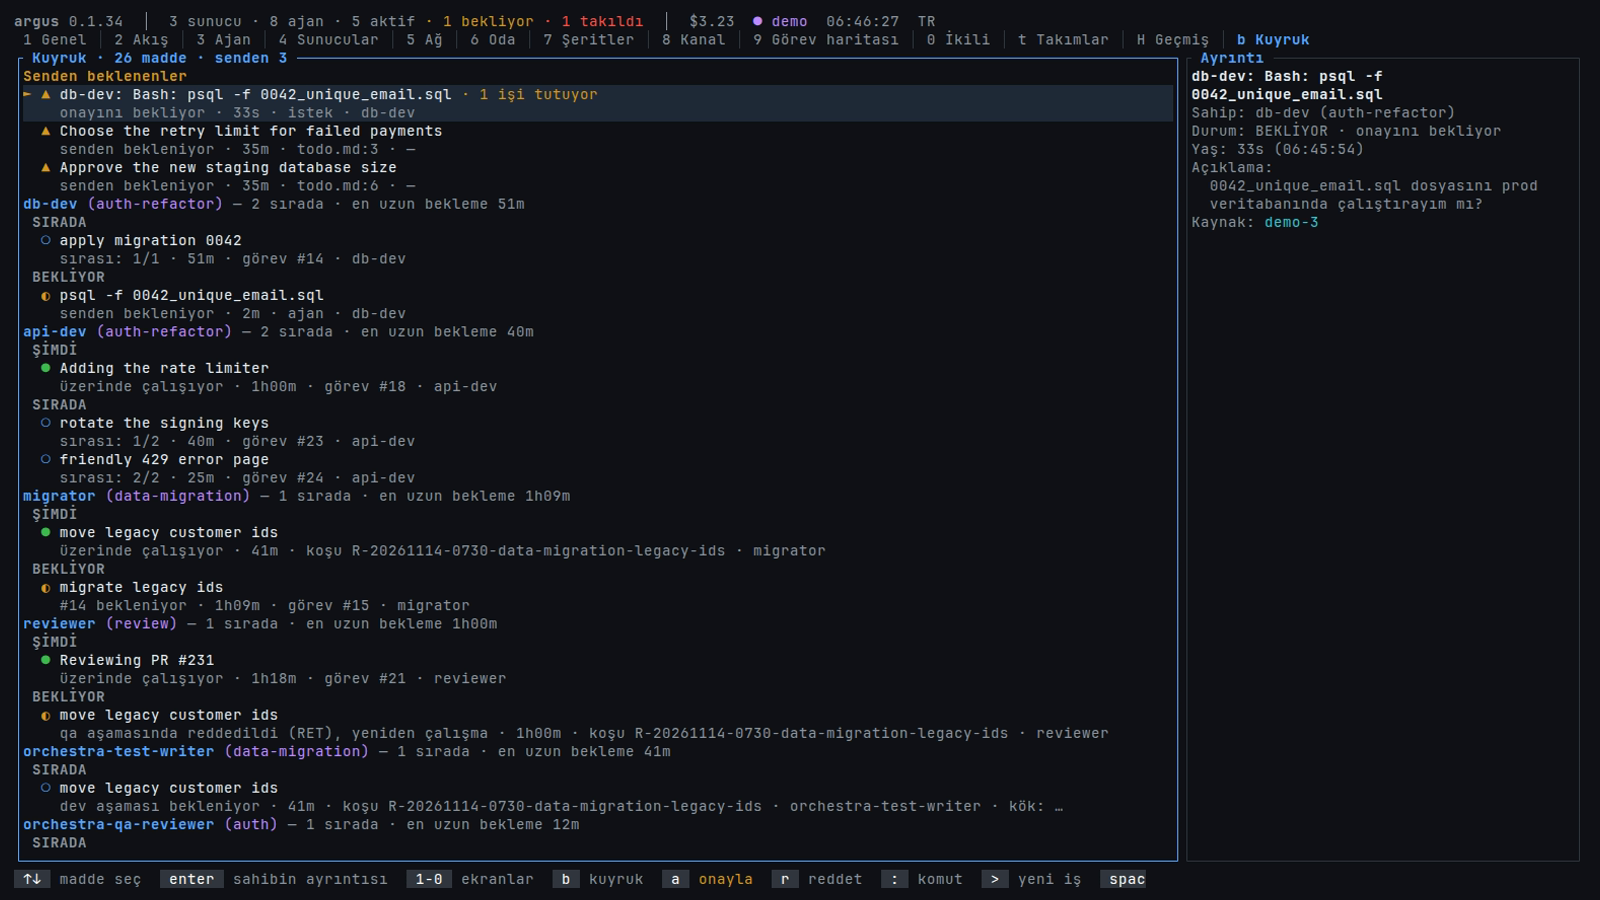 argus 0.1.34 │ 3 sunucu · 8 ajan · 5 aktif · 1 bekliyor · 1 takıldı │ $3.23 ● demo 06:46:27 TR
1 Genel │ 2 Akış │ 3 Ajan │ 4 Sunucular │ 5 Ağ │ 6 Oda │ 7 Şeritler │ 8 Kanal │ 9 Görev haritası │ 0 İkili │ t Takımlar │ H Geçmiş │ b Kuyruk
Kuyruk · 26 madde · senden 3
Senden beklenenler
► ▲ db-dev: Bash: psql -f 0042_unique_email.sql · 1 işi tutuyor
onayını bekliyor · 33s · istek · db-dev
▲ Choose the retry limit for failed payments
senden bekleniyor · 35m · todo.md:3 · —
▲ Approve the new staging database size
senden bekleniyor · 35m · todo.md:6 · —
db-dev (auth-refactor) — 2 sırada · en uzun bekleme 51m
SIRADA
○ apply migration 0042
sırası: 1/1 · 51m · görev #14 · db-dev
BEKLİYOR
◐ psql -f 0042_unique_email.sql
senden bekleniyor · 2m · ajan · db-dev
api-dev (auth-refactor) — 2 sırada · en uzun bekleme 40m
ŞİMDİ
● Adding the rate limiter
üzerinde çalışıyor · 1h00m · görev #18 · api-dev
SIRADA
○ rotate the signing keys
sırası: 1/2 · 40m · görev #23 · api-dev
○ friendly 429 error page
sırası: 2/2 · 25m · görev #24 · api-dev
migrator (data-migration) — 1 sırada · en uzun bekleme 1h09m
ŞİMDİ
● move legacy customer ids
üzerinde çalışıyor · 41m · koşu R-20261114-0730-data-migration-legacy-ids · migrator
BEKLİYOR
◐ migrate legacy ids
#14 bekleniyor · 1h09m · görev #15 · migrator
reviewer (review) — 1 sırada · en uzun bekleme 1h00m
ŞİMDİ
● Reviewing PR #231
üzerinde çalışıyor · 1h18m · görev #21 · reviewer
BEKLİYOR
◐ move legacy customer ids
qa aşamasında reddedildi (RET), yeniden çalışma · 1h00m · koşu R-20261114-0730-data-migration-legacy-ids · reviewer
orchestra-test-writer (data-migration) — 1 sırada · en uzun bekleme 41m
SIRADA
○ move legacy customer ids
dev aşaması bekleniyor · 41m · koşu R-20261114-0730-data-migration-legacy-ids · orchestra-test-writer · kök: …
orchestra-qa-reviewer (auth) — 1 sırada · en uzun bekleme 12m
SIRADA
Ayrıntı
db-dev: Bash: psql -f
0042_unique_email.sql
Sahip: db-dev (auth-refactor)
Durum: BEKLİYOR · onayını bekliyor
Yaş: 33s (06:45:54)
Açıklama:
0042_unique_email.sql dosyasını prod
veritabanında çalıştırayım mı?
Kaynak: demo-3
↑↓ madde seç enter sahibin ayrıntısı 1-0 ekranlar b kuyruk a onayla r reddet : komut > yeni iş spac